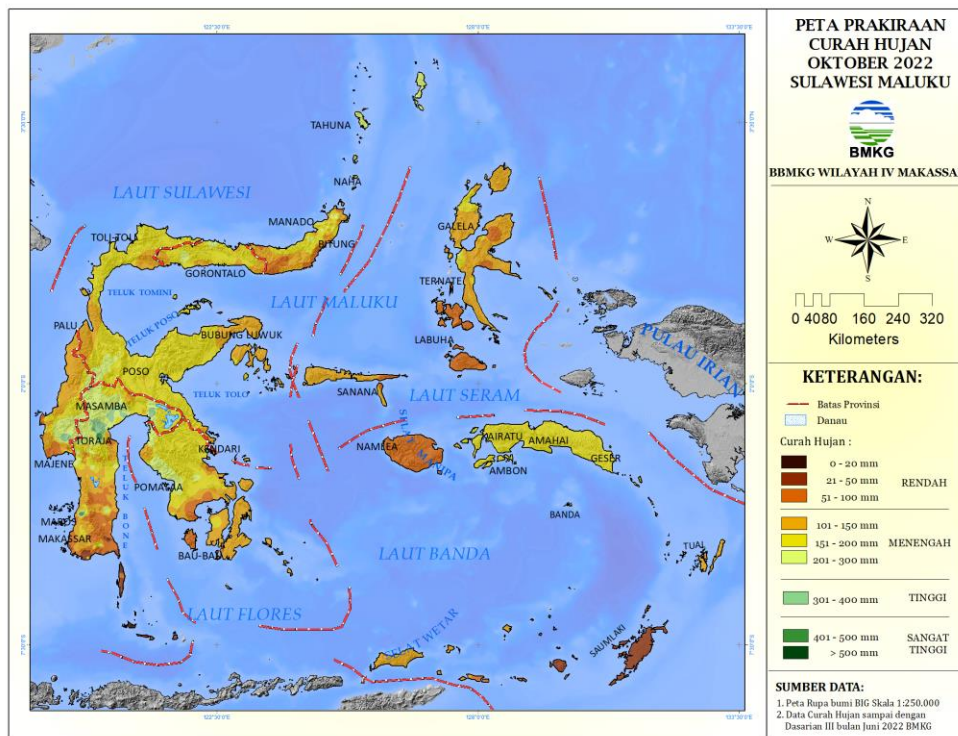 PETA PRAKIRAAN
CURAH HUJAN
OKTOBER 2022
SULAWESI MALUKU
BMKG
BBMKG WILAYAH IV MAKASSA
N
W E
S
0 40 80 160 240 320
Kilometers
KETERANGAN:
Batas Provinsi
Danau
Curah Hujan :
0 - 20 mm
21 - 50 mm RENDAH
51 - 100 mm
101 - 150 mm
151 - 200 mm MENENGAH
201 - 300 mm
301 - 400 mm TINGGI
401 - 500 mm SANGAT
> 500 mm TINGGI
SUMBER DATA:
1. Peta Rupa bumi BIG Skala 1:250.000
2. Data Curah Hujan sampai dengan
Dasarian III bulan Juni 2022 BMKG
TAHUNA
NAHA
LAUT SULAWESI
MANADO
BITUNG
TOLI-TOLI
GORONTALO
GALELA
TERNATE
TELUK TOMINI
LAUT MALUKU
TELUK POSO
PALU
BUBUNG LUWUK
LABUHA
PULAU IRIAN
POSO
TELUK TOLO
SANANA
LAUT SERAM
MASAMBA
TORAJA
KENDARI
NAMLEA
KAIRATU
AMAHAI
GESER
AMBON
MAJENE
POMALAA
TELUK BONE
BANDA
MAROS
MAKASSAR
BAU-BAU
LAUT BANDA
TUAL
LAUT FLORES
SELAT WETAR
SAUMLAKI